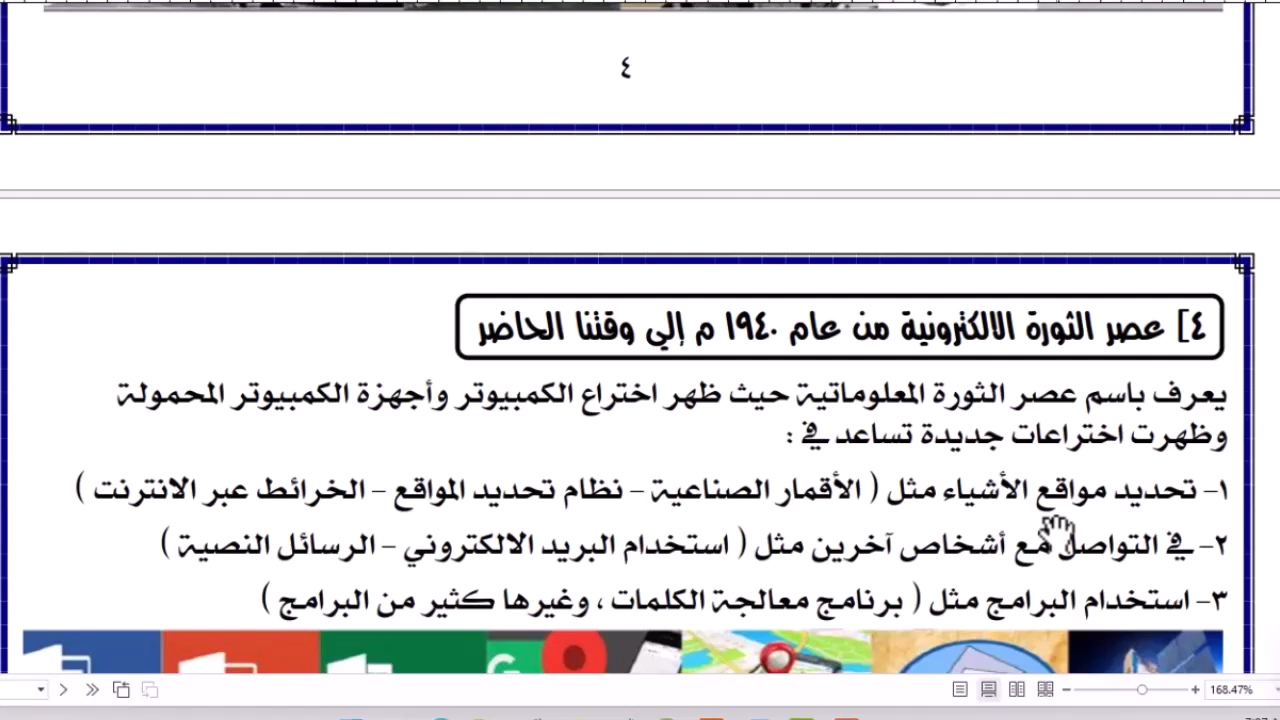 ٤
٤] عصر الثورة الالكترونية من عام ١٩٤٠ م إلي وقتنا الحاضر
يعرف باسم عصر الثورة المعلوماتية حيث ظهر اختراع الكمبيوتر وأجهزة الكمبيوتر المحمولة
وظهرت اختراعات جديدة تساعد في :
١- تحديد مواقع الأشياء مثل ( الأقمار الصناعية – نظام تحديد المواقع – الخرائط عبر الانترنت )
٢- في التواصل مع أشخاص آخرين مثل ( استخدام البريد الالكتروني – الرسائل النصية )
٣- استخدام البرامج مثل ( برنامج معالجة الكلمات ، وغيرها كثير من البرامج )
G
168.47%